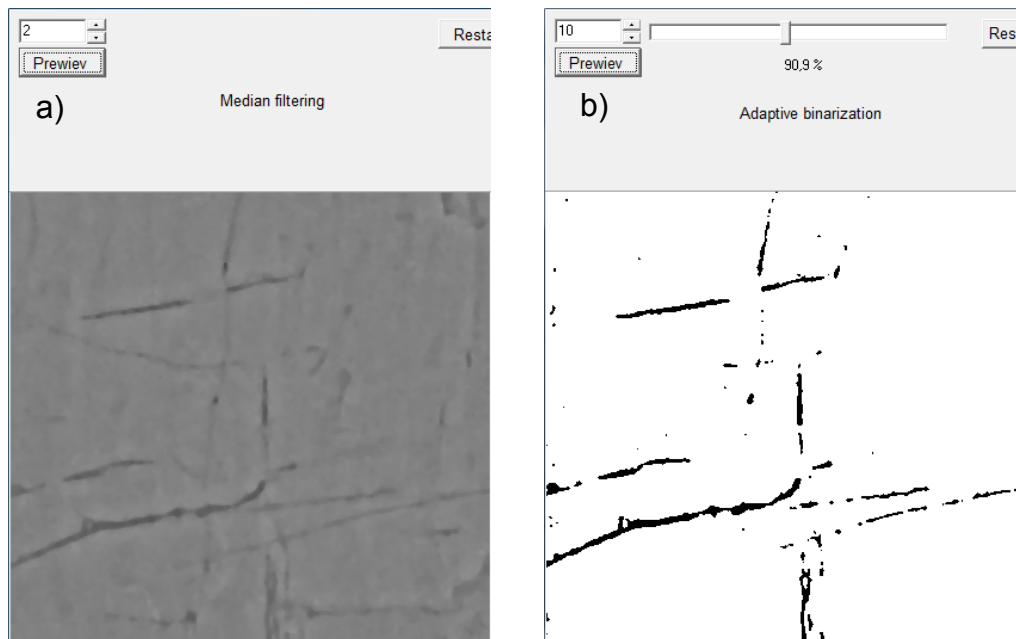 2
Resta
Prewiev
a)
Median filtering
10
Res
Prewiev
90,9 %
b)
Adaptive binarization